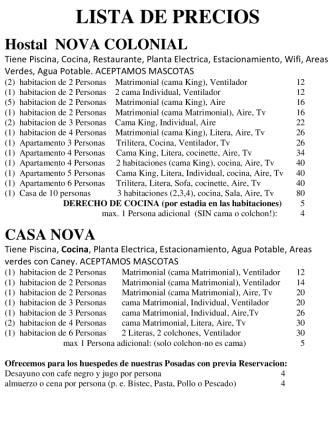 LISTA DE PRECIOS
Hostal NOVA COLONIAL
Tiene Piscina, Cocina, Restaurante, Planta Electrica, Estacionamiento, Wifi, Areas
Verdes, Agua Potable. ACEPTAMOS MASCOTAS
(2) habitacion de 2 Personas Matrimonial (cama King), Ventilador 12
(1) habitacion de 2 Personas 2 cama Individual, Ventilador 12
(5) habitacion de 2 Personas Matrimonial (cama King), Aire 16
(1) habitacion de 2 Personas Matrimonial (cama Matrimonial), Aire, Tv 16
(2) habitacion de 3 Personas Cama King, Individual, Aire 22
(1) habitacion de 4 Personas Matrimonial (cama King), Litera, Aire, Tv 26
(1) Apartamento 3 Personas Trilitera, Cocina, Ventilador, Tv 26
(1) Apartamento 4 Personas Cama King, Litera, cocinette, Aire, Tv 34
(1) Apartamento 4 Personas 2 habitaciones (cama King), cocina, Aire, Tv 40
(1) Apartamento 5 Personas Cama King, Litera, Individual, cocina, Aire, Tv 40
(1) Apartamento 6 Personas Trilitera, Litera, Sofa, cocinette, Aire, Tv 40
(1) Casa de 10 personas 3 habitaciones (2,3,4), cocina, Sala, Aire, Tv 80
DERECHO DE COCINA (por estadia en las habitaciones) 5
max. 1 Persona adicional (SIN cama o colchon!): 4
CASA NOVA
Tiene Piscina, Cocina, Planta Electrica, Estacionamiento, Agua Potable, Areas
verdes con Caney. ACEPTAMOS MASCOTAS
(1) habitacion de 2 Personas Matrimonial (cama Matrimonial), Ventilador 12
(1) habitacion de 2 Personas Matrimonial (cama Matrimonial), Ventilador 14
(1) habitacion de 2 Personas Matrimonial (cama Matrimonial), Aire, Tv 20
(1) habitacion de 3 Personas cama Matrimonial, Individual, Ventilador 20
(1) habitacion de 3 Personas cama Matrimonial, Individual, Aire,Tv 26
(2) habitacion de 4 Personas cama Matrimonial, Litera, Aire, Tv 30
(1) habitacion de 6 Personas 2 Literas, 2 colchones, Ventilador 30
max 1 Persona adicional: (solo colchon-no es cama) 5
Ofrecemos para los huespedes de nuestras Posadas con previa Reservacion:
Desayuno con cafe negro y jugo por persona 4
almuerzo o cena por persona (p. e. Bistec, Pasta, Pollo o Pescado) 4